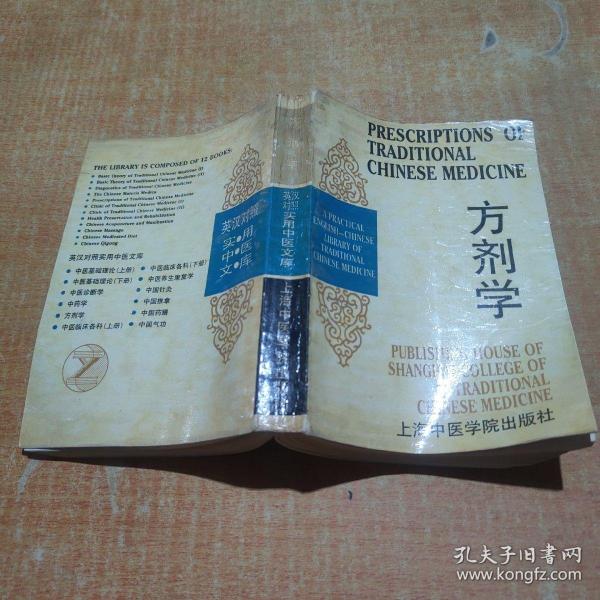 THE LIBRARY IS COMPOSED OF 12 BOOKS:
Basic Theory of Traditional Chinese Medicine (I)
Basic Theory of Traditional Chinese Medicine (II)
Diagnostics of Traditional Chinese Medicine
The Chinese Materia Medica
Prescriptions of Traditional Chinese Medicine
Clinic of Traditional Chinese Medicine (I)
Clinic of Traditional Chinese Medicine (II)
Health Preservation and Rehabilitation
Chinese Acupuncture and Moxibustion
Chinese Massage
Chinese Medicated Diet
Chinese Qigong
英汉对照实用中医文库
中医基础理论(上册)
中医基础理论(下册)
中医诊断学
中药学
方剂学
中医临床各科(上册)
中医临床各科(下册)
中医养生康复学
中国针灸
中国推拿
中国药膳
中国气功
英汉对照
实·用
中·医
文·库
英汉
对照
实用中医文库
上海中医
PRESCRIPTIONS OF
TRADITIONAL
CHINESE MEDICINE
方剂学
A PRACTICAL
ENGLISH-CHINESE
LIBRARY OF
TRADITIONAL
CHINESE MEDICINE
PUBLISHING HOUSE OF
SHANGHAI COLLEGE OF
TRADITIONAL
CHINESE MEDICINE
上海中医学院出版社
孔夫子旧书网
www.kongfz.com